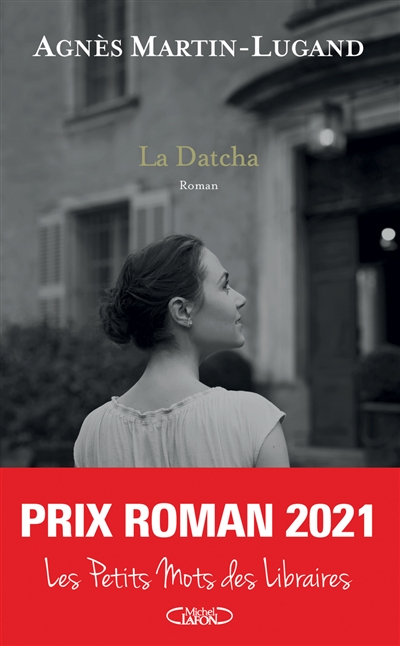 AGNÈS MARTIN-LUGAND
La Datcha
Roman
PRIX ROMAN 2021
Les Petits Mots des Libraires
Michel
LAFON